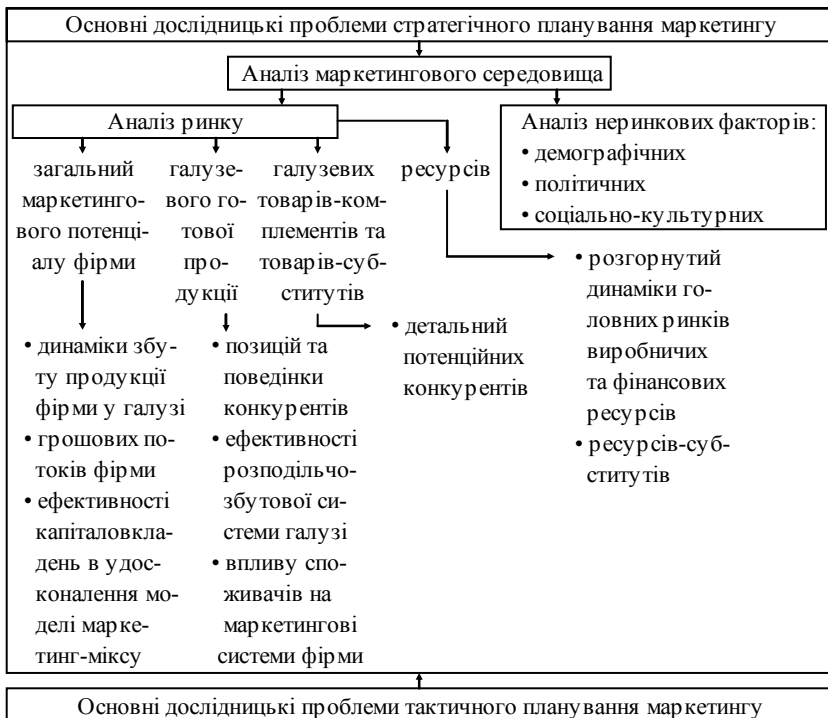 Основні дослідницькі проблеми стратегічного планування маркетингу
Аналіз маркетингового середовища
Аналіз ринку
загальний
маркетинго-
вого потенці-
алу фірми
галузе-
вого го-
тової
про-
дукції
галузевих
товарів-ком-
плементів та
товарів-суб-
ститутів
ресурсів
Аналіз неринкових факторів:
• демографічних
• політичних
• соціально-культурних
• динаміки збу-
ту продукції
фірми у галузі
• грошових по-
токів фірми
• ефективності
капіталовкла-
день в удос-
коналення мо-
делі марке-
тинг-міксу
• позицій та
поведінки
конкурентів
• ефективності
розподільчо-
збутової си-
стеми галузі
• впливу спо-
живачів на
маркетингові
системи фірми
• детальний
потенційних
конкурентів
• розгорнутий
динаміки го-
ловних ринків
виробничих
та фінансових
ресурсів
• ресурсів-суб-
ститутів
Основні дослідницькі проблеми тактичного планування маркетингу